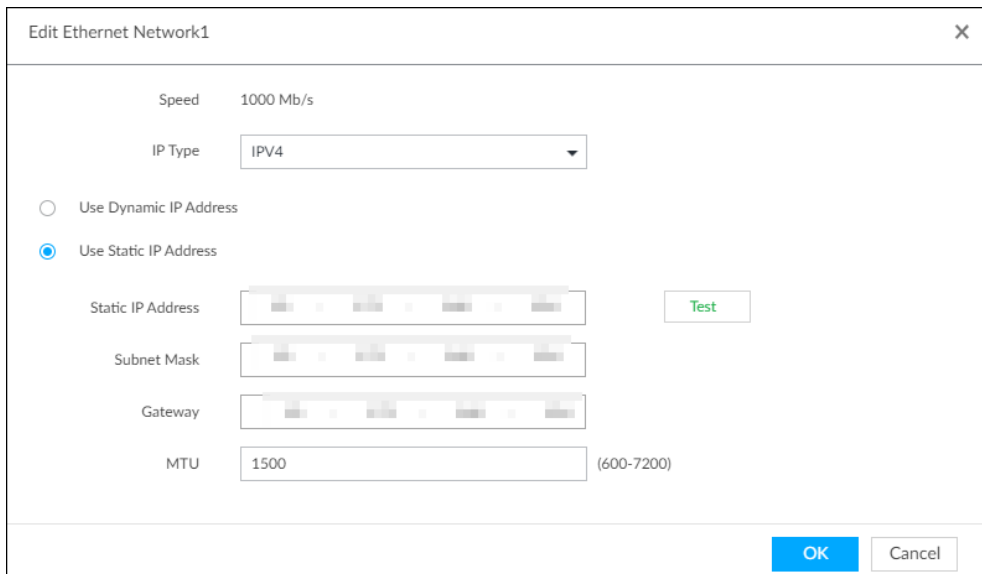 Edit Ethernet Network1 ×
Speed 1000 Mb/s
IP Type IPV4
Use Dynamic IP Address
Use Static IP Address
Static IP Address Test
Subnet Mask
Gateway
MTU 1500 (600-7200)
OK Cancel